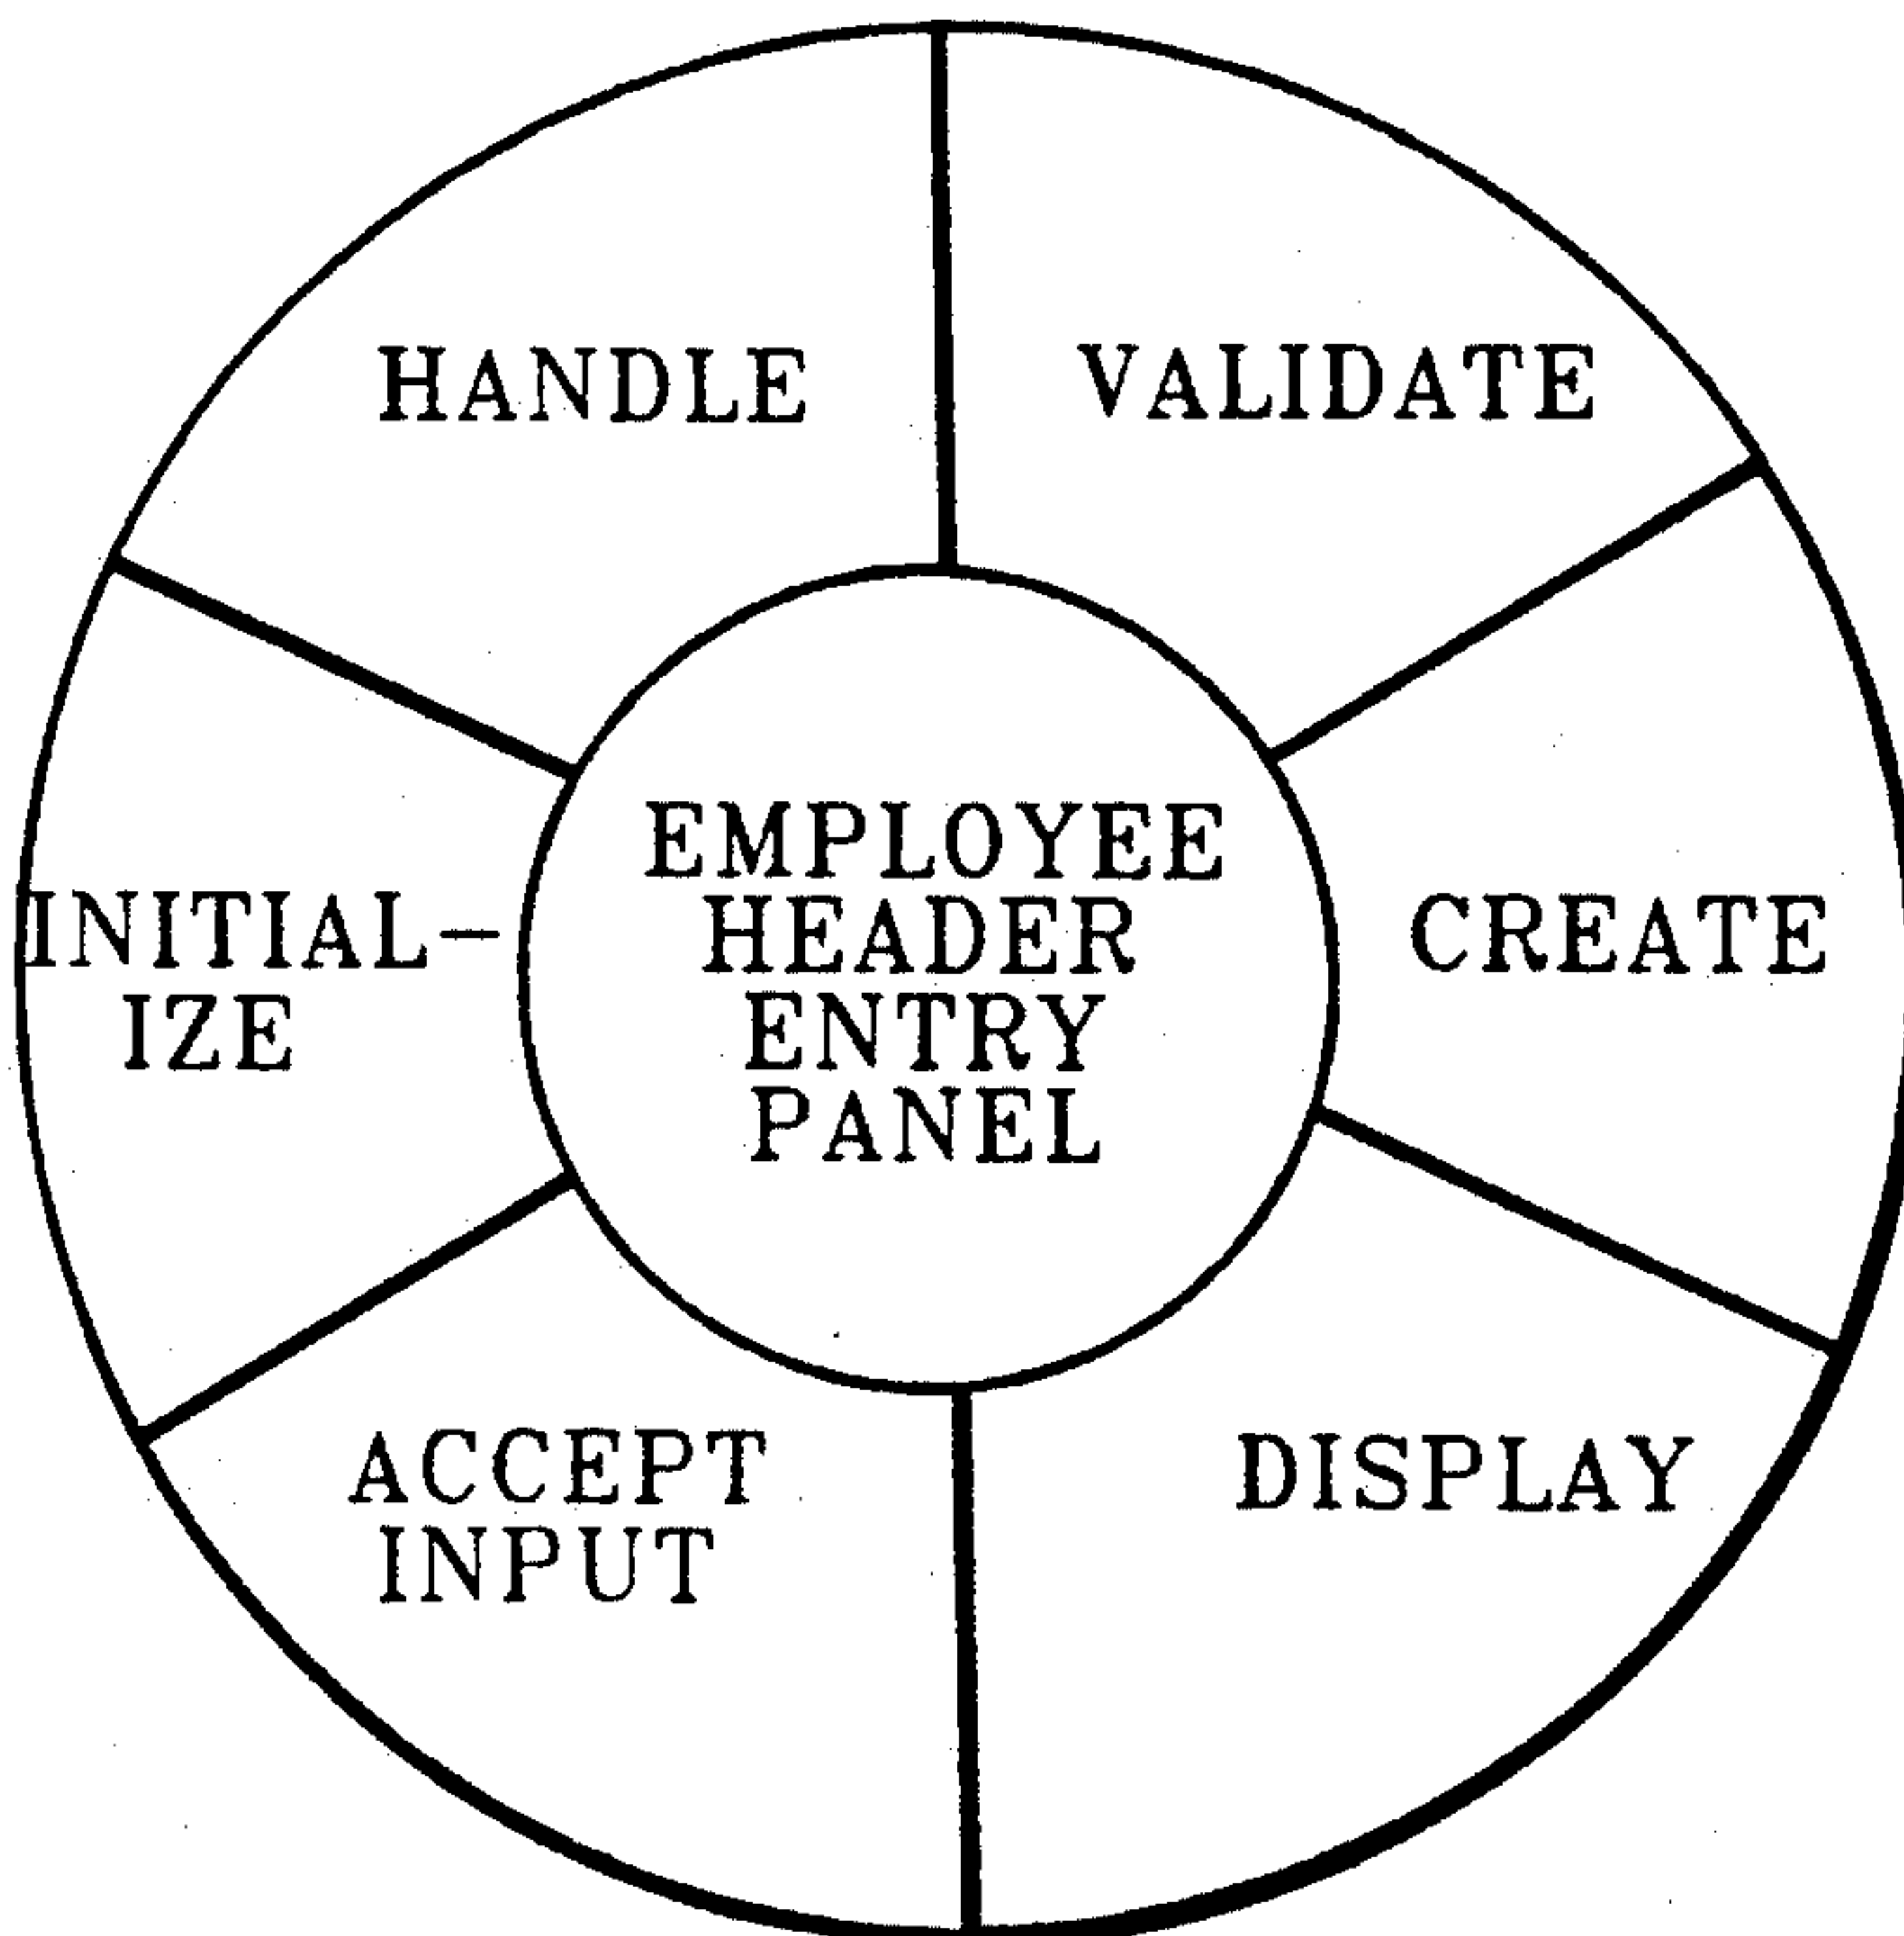 HANDLE
VALIDATE
EMPLOYEE
HEADER
ENTRY
PANEL
INITIAL-
IZE
CREATE
ACCEPT
INPUT
DISPLAY